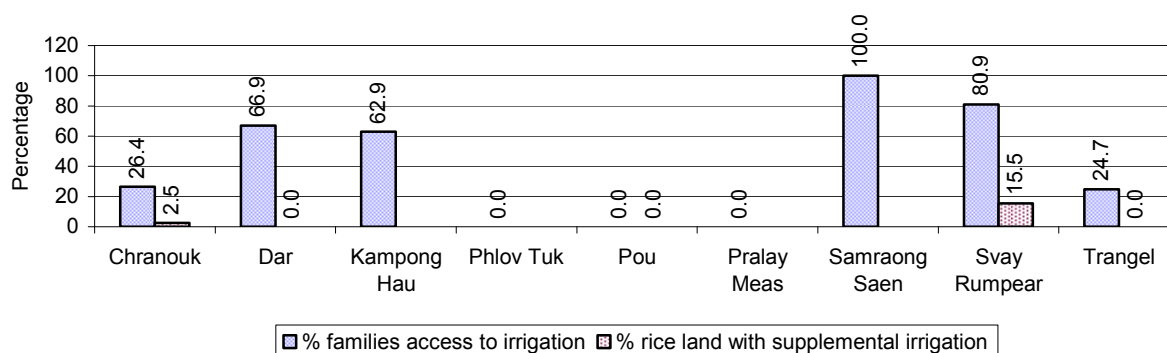 Percentage
120
100
80
60
40
20
0
26.4
2.5
66.9
0.0
62.9
0.0
0.0
0.0
0.0
100.0
80.9
15.5
24.7
0.0
Chranouk
Dar
Kampong
Hau
Phlov Tuk
Pou
Pralay
Meas
Samraong
Saen
Svay
Rumpear
Trangel
% families access to irrigation
% rice land with supplemental irrigation